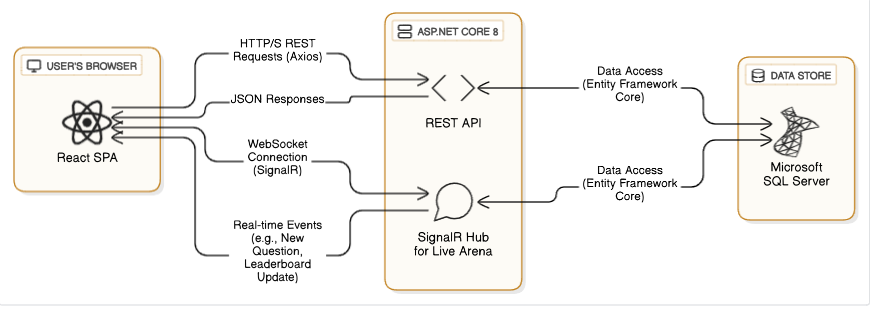 USER'S BROWSER
React SPA
HTTP/S REST
Requests (Axios)
JSON Responses
WebSocket
Connection
(SignalR)
Real-time Events
(e.g., New
Question,
Leaderboard
Update)
ASP.NET CORE 8
REST API
SignalR Hub
for Live Arena
Data Access
(Entity Framework
Core)
Data Access
(Entity Framework
Core)
DATA STORE
Microsoft
SQL Server